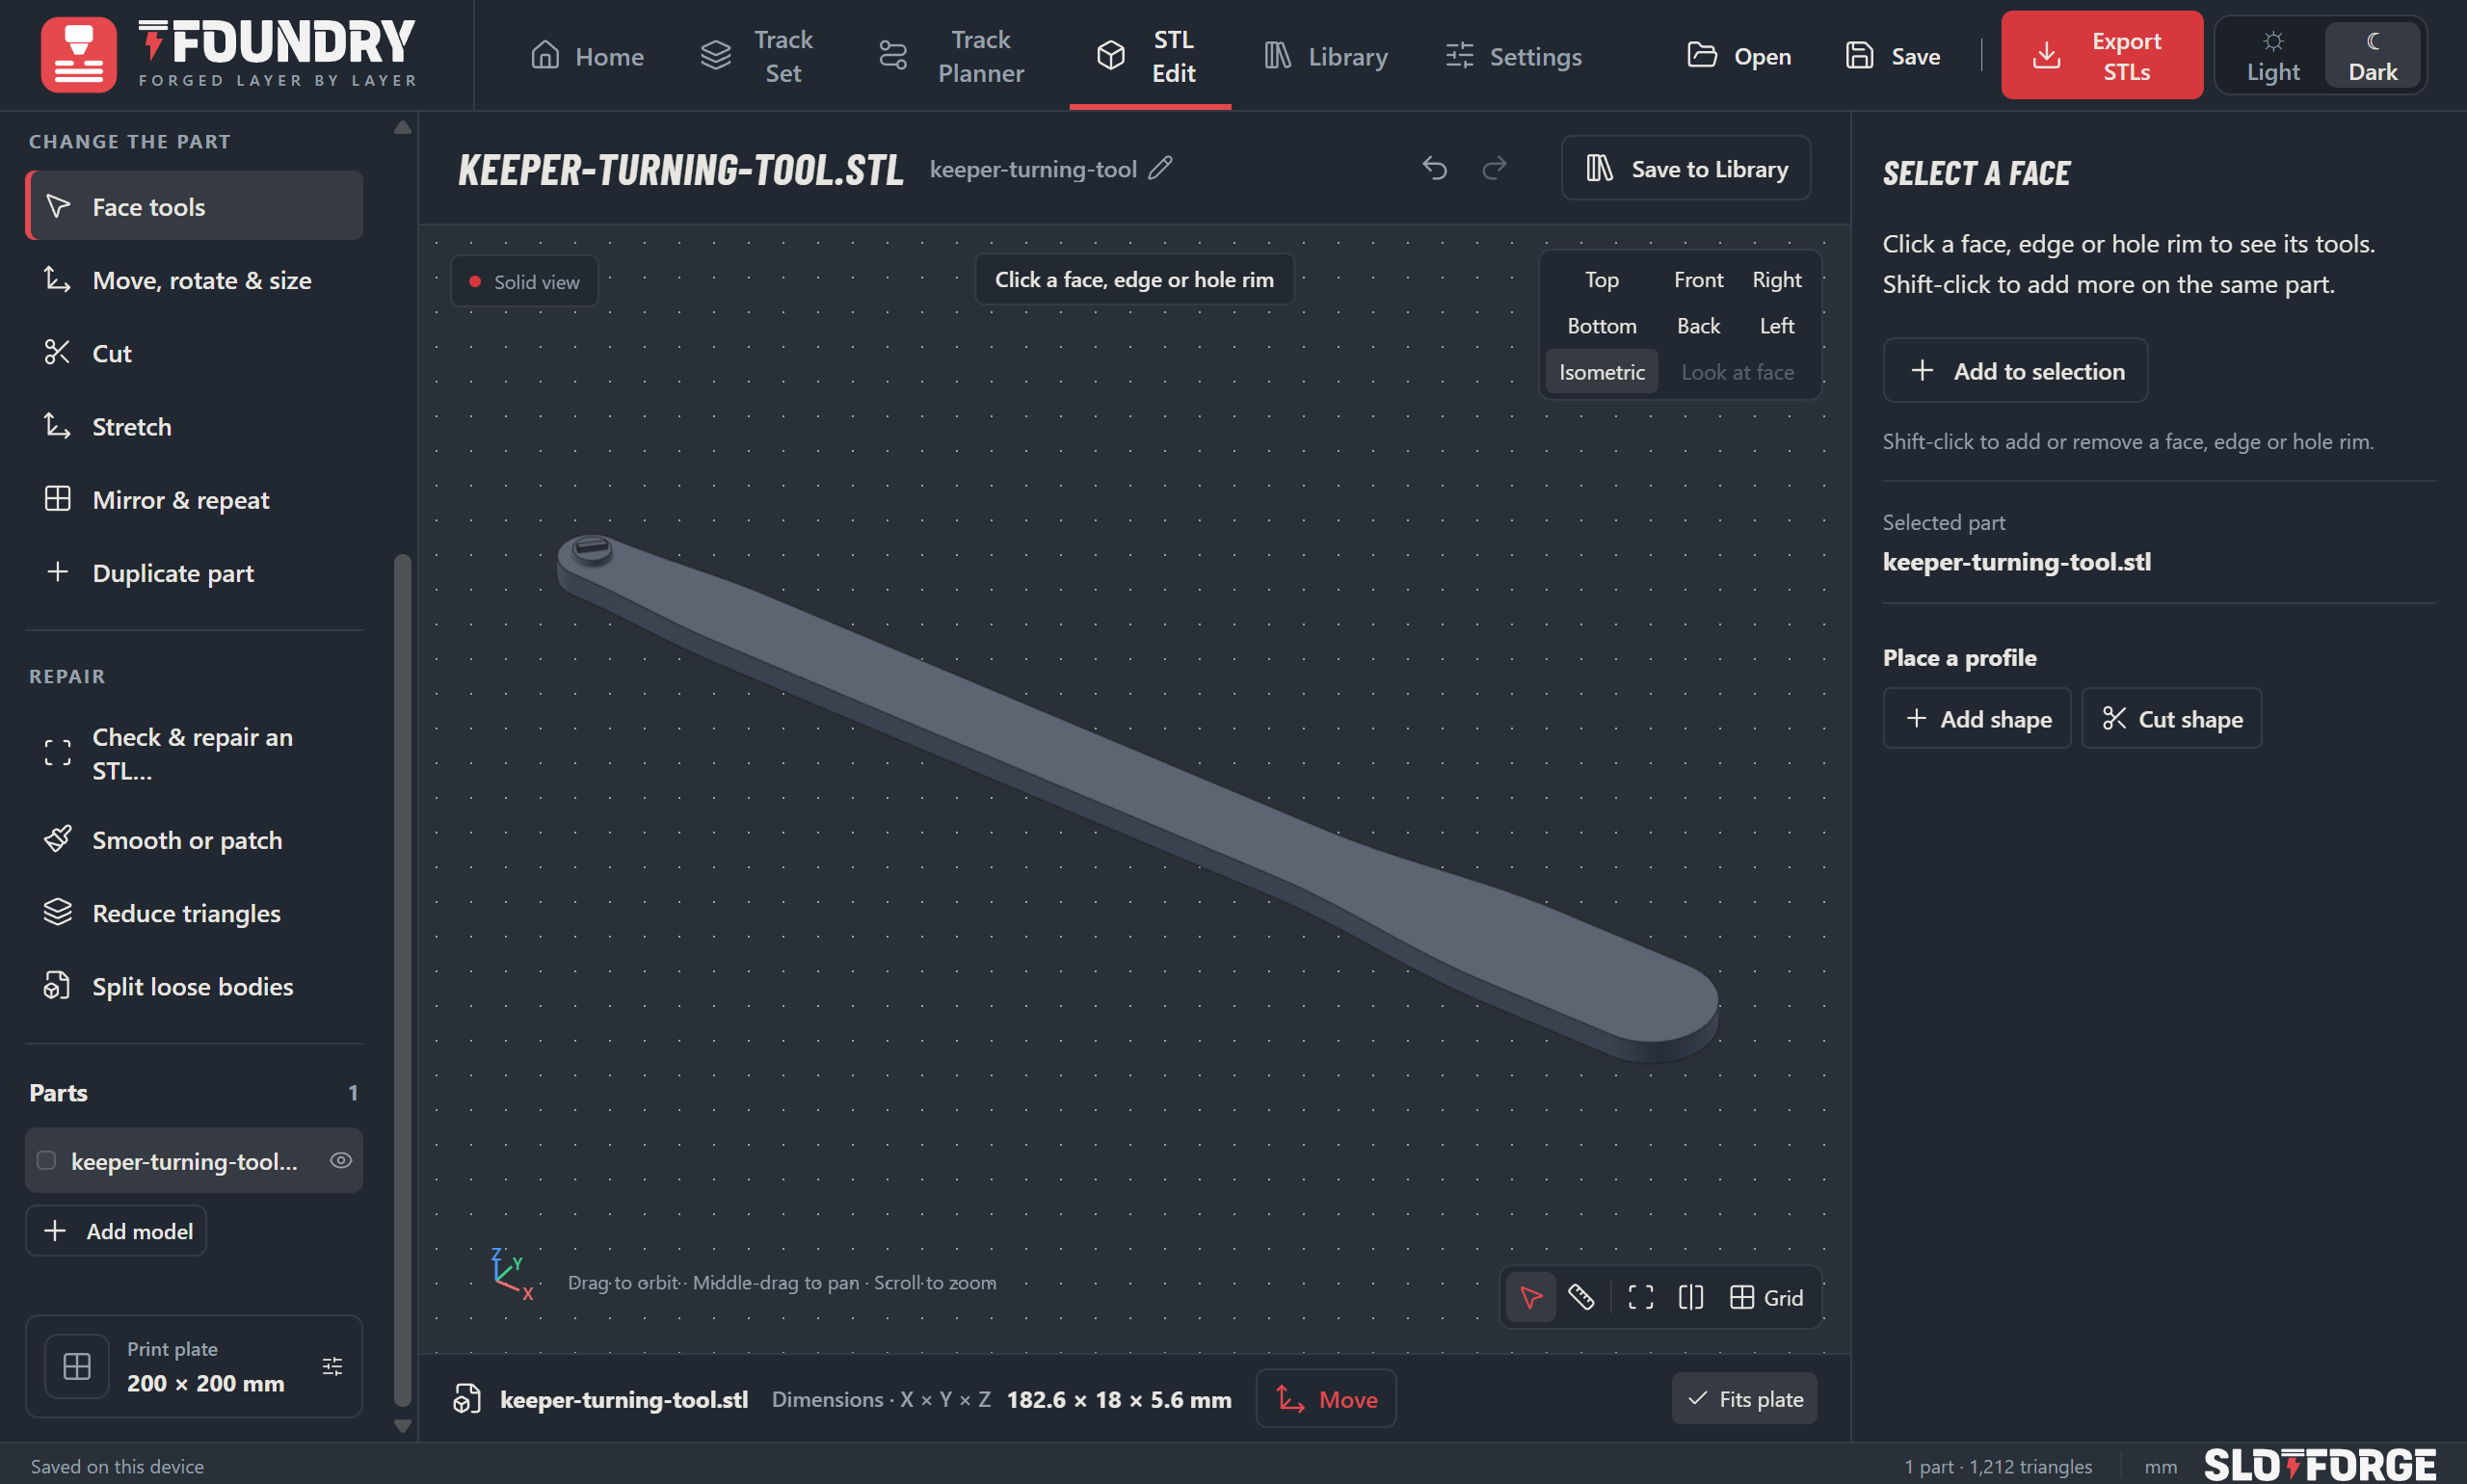 FOUNDRY
FORGED LAYER BY LAYER
Home
Track
Set
Track
Planner
STL
Edit
Library
Settings
Open
Save
Export
STLs
Light
Dark
CHANGE THE PART
Face tools
Move, rotate & size
Cut
Stretch
Mirror & repeat
Duplicate part
REPAIR
Check & repair an
STL...
Smooth or patch
Reduce triangles
Split loose bodies
Parts 1
keeper-turning-tool...
Add model
Print plate
200 × 200 mm
KEEPER-TURNING-TOOL.STL keeper-turning-tool
Save to Library
Solid view
Click a face, edge or hole rim
Top Front Right
Bottom Back Left
Isometric Look at face
Z
Y
X
Drag to orbit · Middle-drag to pan · Scroll to zoom
Grid
keeper-turning-tool.stl Dimensions · X × Y × Z 182.6 × 18 × 5.6 mm Move
Fits plate
SELECT A FACE
Click a face, edge or hole rim to see its tools.
Shift-click to add more on the same part.
Add to selection
Shift-click to add or remove a face, edge or hole rim.
Selected part
keeper-turning-tool.stl
Place a profile
Add shape Cut shape
Saved on this device
1 part · 1,212 triangles mm SLOTFORGE